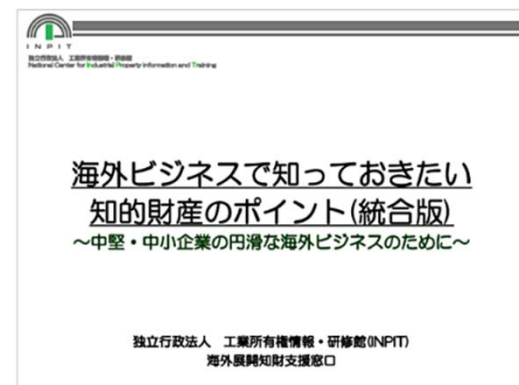 INPIT
独立行政法人 工業所有権情報・研修館
National Center for Industrial Property Information and Training
海外ビジネスで知っておきたい
知的財産のポイント(統合版)
～中堅・中小企業の円滑な海外ビジネスのために～
独立行政法人 工業所有権情報・研修館(INPIT)
海外展開知財支援窓口